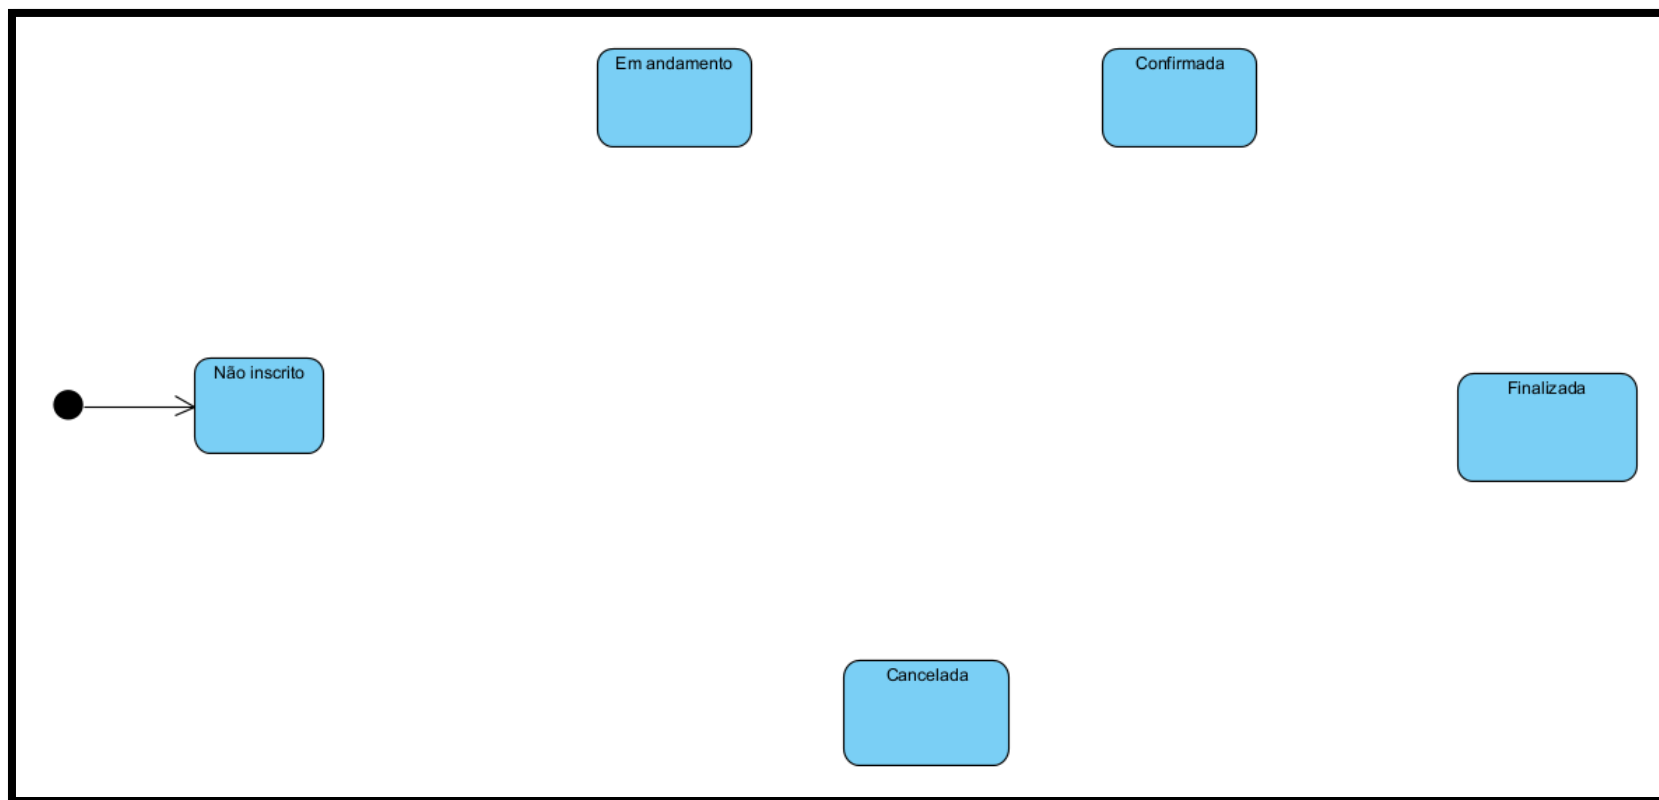 Em andamento
Confirmada
Não inscrito
Finalizada
Cancelada